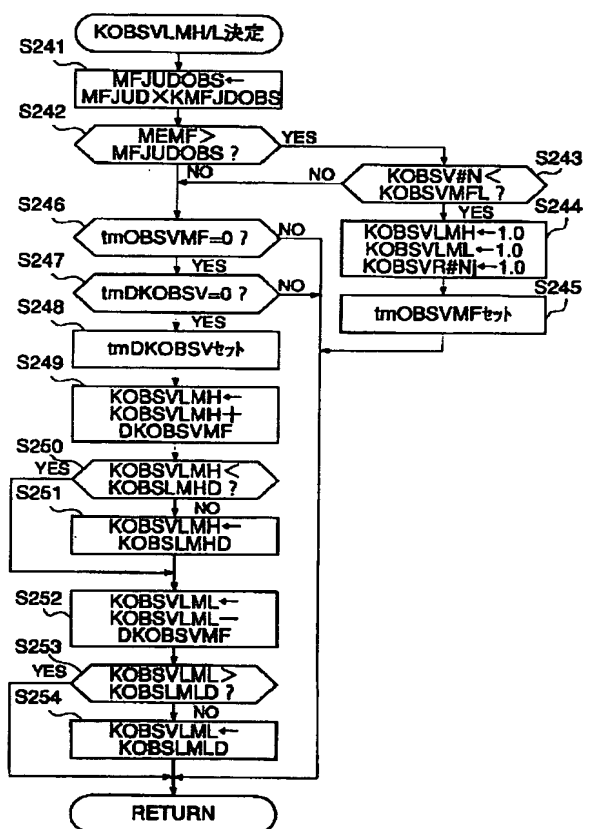 KOBSVLMH/L決定
S241
MFJUDOBS←
MFJUD×KMFJDOBS
S242
MEMF>
MFJUDOBS ?
YES
NO
S243
KOBSV#N<
KOBSVMFL ?
NO
YES
S244
KOBSVLMH←1.0
KOBSVLML←1.0
KOBSVR#Nj←1.0
S245
tmOBSVMFセット
S246
tmOBSVMF=0 ?
NO
YES
S247
tmDKOBSV=0 ?
NO
YES
S248
tmDKOBSVセット
S249
KOBSVLMH←
KOBSVLMH+
DKOBSVMF
S250
YES
KOBSVLMH<
KOBSLMHD ?
NO
S251
KOBSVLMH←
KOBSLMHD
S252
KOBSVLML←
KOBSVLML−
DKOBSVMF
S253
YES
KOBSVLML>
KOBSLMLD ?
NO
S254
KOBSVLML←
KOBSLMLD
RETURN